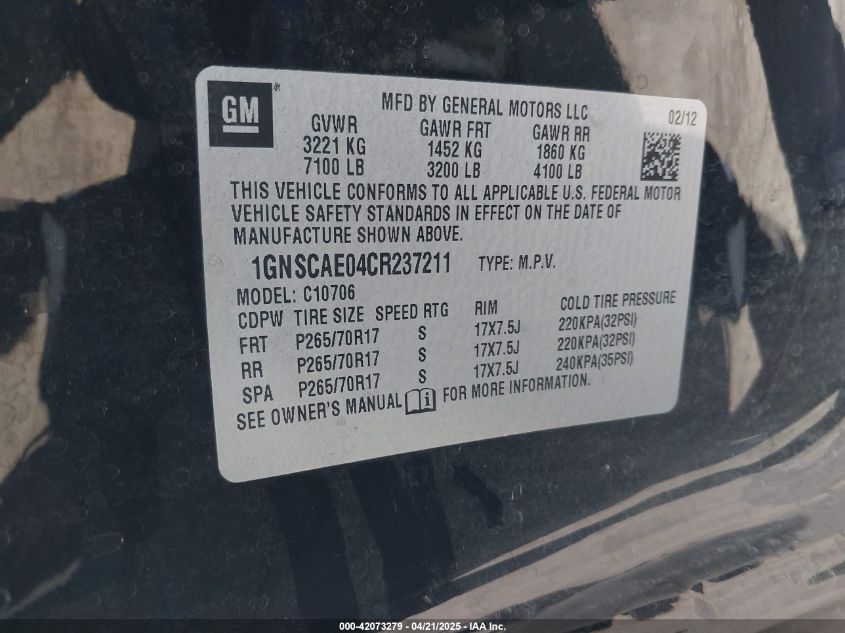 GM
MFD BY GENERAL MOTORS LLC 02/12
GVWR GAWR FRT GAWR RR
3221 KG 1452 KG 1860 KG
7100 LB 3200 LB 4100 LB
THIS VEHICLE CONFORMS TO ALL APPLICABLE U.S. FEDERAL MOTOR
VEHICLE SAFETY STANDARDS IN EFFECT ON THE DATE OF
MANUFACTURE SHOWN ABOVE.
1GNSCAE04CR237211 TYPE: M.P.V.
MODEL: C10706
CDPW TIRE SIZE SPEED RTG RIM COLD TIRE PRESSURE
FRT P265/70R17 S 17X7.5J 220KPA(32PSI)
RR P265/70R17 S 17X7.5J 220KPA(32PSI)
SPA P265/70R17 S 17X7.5J 240KPA(35PSI)
SEE OWNER'S MANUAL FOR MORE INFORMATION.
000-42073279 - 04/21/2025 - IAA Inc.